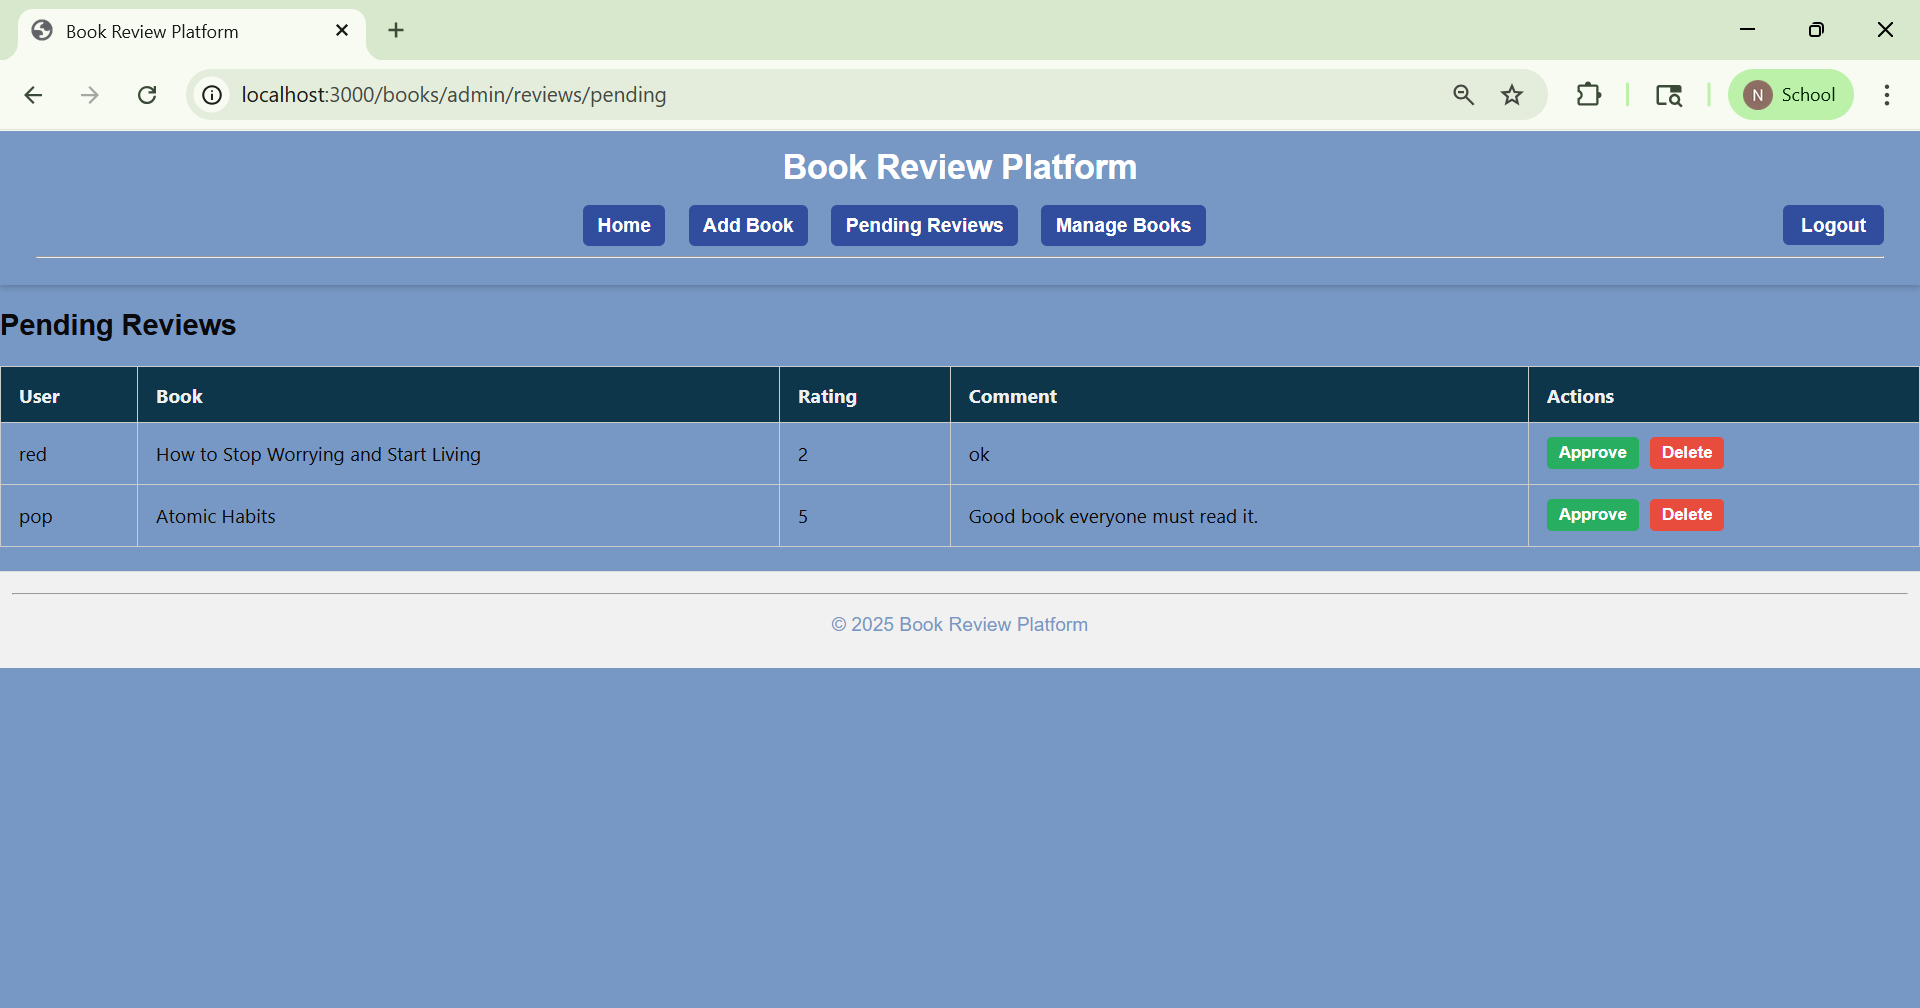 Book Review Platform
localhost:3000/books/admin/reviews/pending
N School
Book Review Platform
Home Add Book Pending Reviews Manage Books Logout
Pending Reviews
User Book Rating Comment Actions
red How to Stop Worrying and Start Living 2 ok Approve Delete
pop Atomic Habits 5 Good book everyone must read it. Approve Delete
© 2025 Book Review Platform